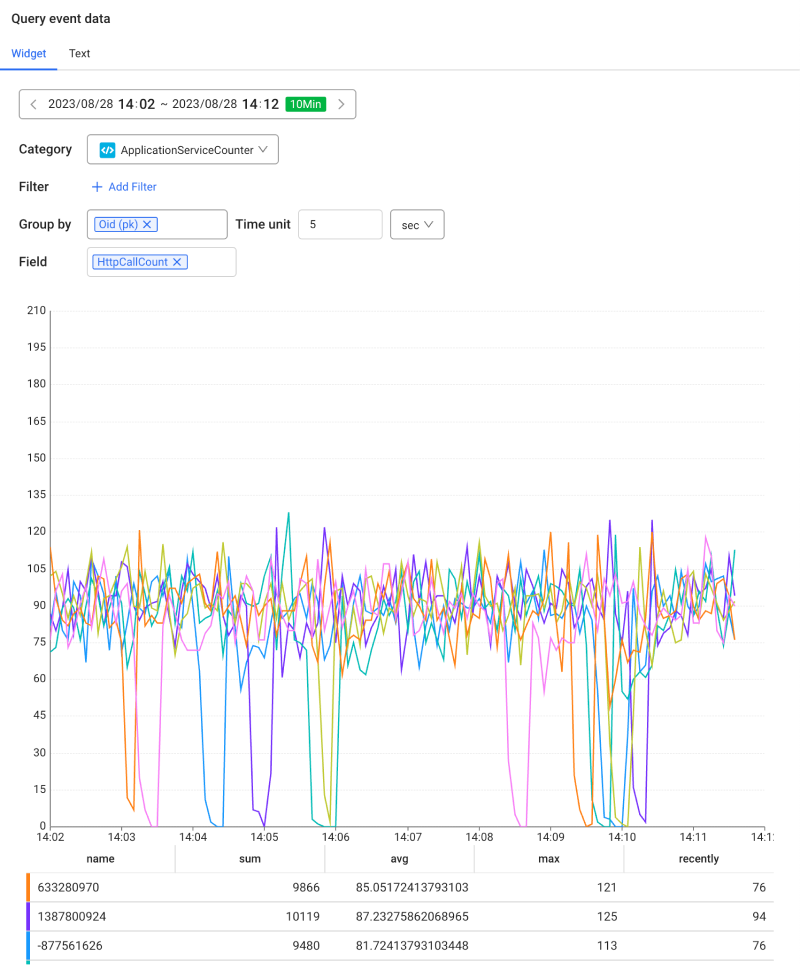 Query event data
Widget Text
2023/08/28 14:02 ~ 2023/08/28 14:12 10Min
Category ApplicationServiceCounter
Filter Add Filter
Group by Oid (pk) Time unit 5 sec
Field HttpCallCount
210
195
180
165
150
135
120
105
90
75
60
45
30
15
0
14:02 14:03 14:04 14:05 14:06 14:07 14:08 14:09 14:10 14:11
name sum avg max recently
633280970 9866 85.05172413793103 121 76
1387800924 10119 87.23275862068965 125 94
-877561626 9480 81.72413793103448 113 76